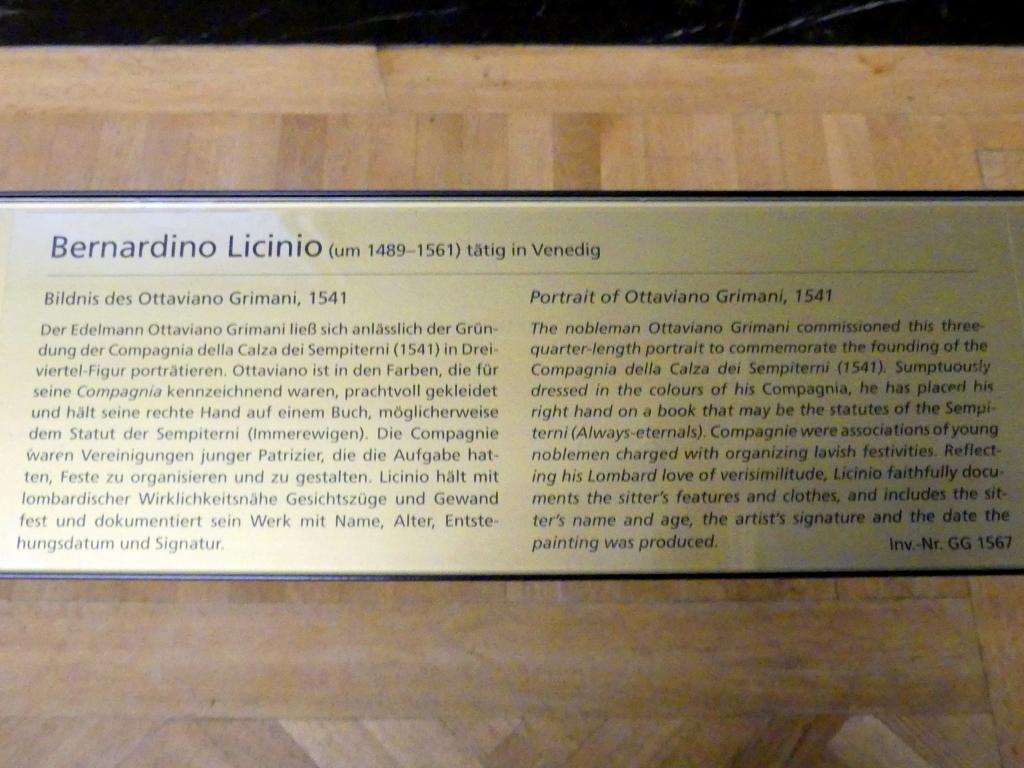 Bernardino Licinio (um 1489–1561) tätig in Venedig
Bildnis des Ottaviano Grimani, 1541
Der Edelmann Ottaviano Grimani ließ sich anlässlich der Grün-
dung der Compagnia della Calza dei Sempiterni (1541) in Drei-
viertel-Figur porträtieren. Ottaviano ist in den Farben, die für
seine Compagnia kennzeichnend waren, prachtvoll gekleidet
und hält seine rechte Hand auf einem Buch, möglicherweise
dem Statut der Sempiterni (Immerewigen). Die Compagnie
waren Vereinigungen junger Patrizier, die die Aufgabe hat-
ten, Feste zu organisieren und zu gestalten. Licinio hält mit
lombardischer Wirklichkeitsnähe Gesichtszüge und Gewand
fest und dokumentiert sein Werk mit Name, Alter, Entste-
hungsdatum und Signatur.
Portrait of Ottaviano Grimani, 1541
The nobleman Ottaviano Grimani commissioned this three-
quarter-length portrait to commemorate the founding of the
Compagnia della Calza dei Sempiterni (1541). Sumptuously
dressed in the colours of his Compagnia, he has placed his
right hand on a book that may be the statutes of the Sempi-
terni (Always-eternals). Compagnie were associations of young
noblemen charged with organizing lavish festivities. Reflect-
ing his Lombard love of verisimilitude, Licinio faithfully docu-
ments the sitter's features and clothes, and includes the sit-
ter's name and age, the artist's signature and the date the
painting was produced.
Inv.-Nr. GG 1567